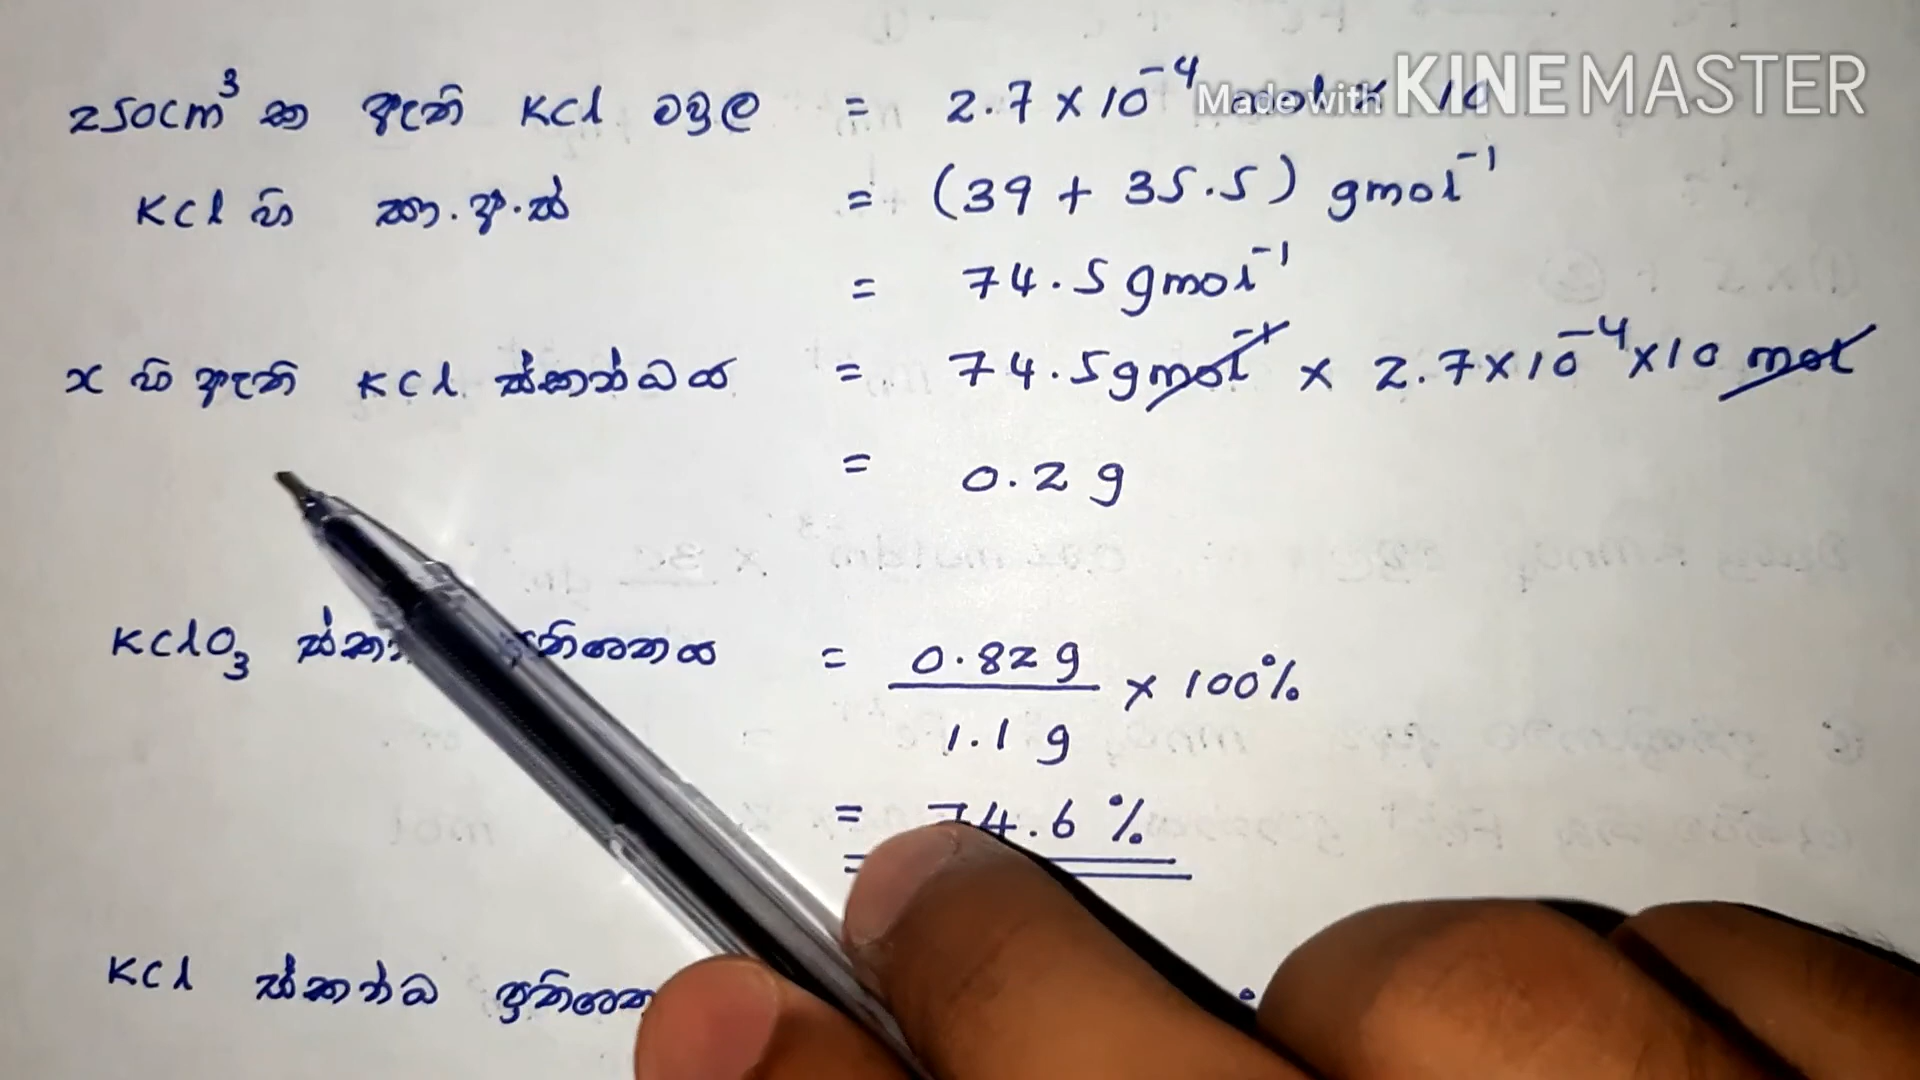 250cm³ ක ඇති KCl මවුල = 2.7 × 10⁻⁴ mol × 10
Made with KINEMASTER
KCl හි සා.අ.ස් = (39 + 35.5) gmol⁻¹
= 74.5 gmol⁻¹
x හි ඇති KCl ස්කන්ධය = 74.5 gmol⁻¹ × 2.7×10⁻⁴×10 mol
= 0.2 g
KClO₃ ප්‍රතිශතය = 0.82 g / 1.1 g × 100%
= 74.6 %
KCl ස්කන්ධ